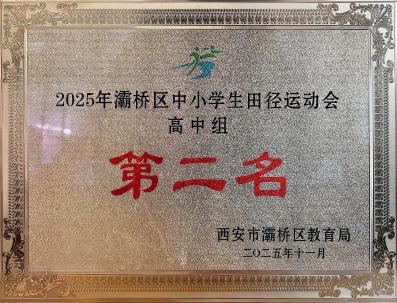 2025年灞桥区中小学生田径运动会
高中组
第二名
西安市灞桥区教育局
二〇二五年十一月